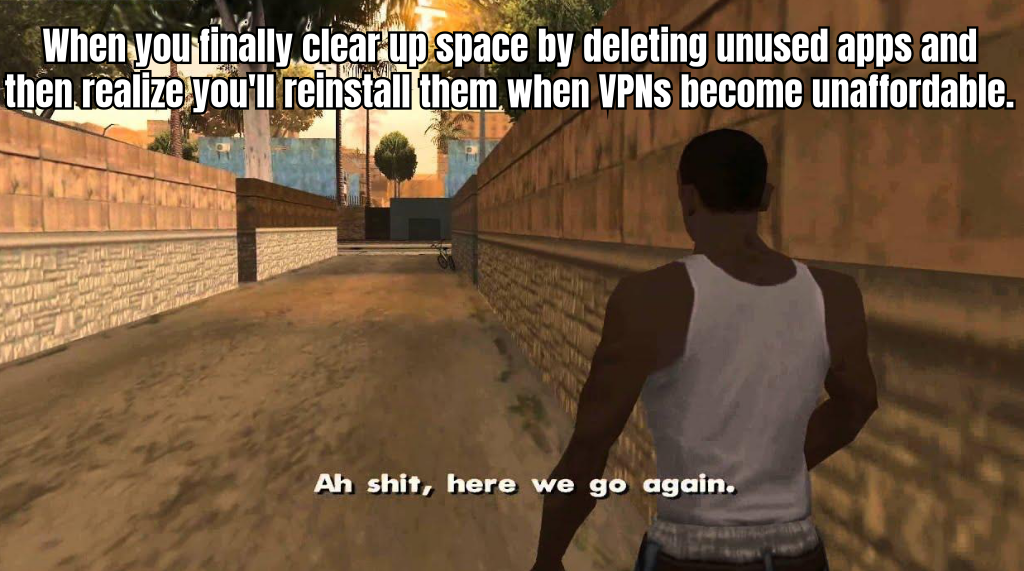 When you finally clear up space by deleting unused apps and
then realize you'll reinstall them when VPNs become unaffordable.
Ah shit, here we go again.